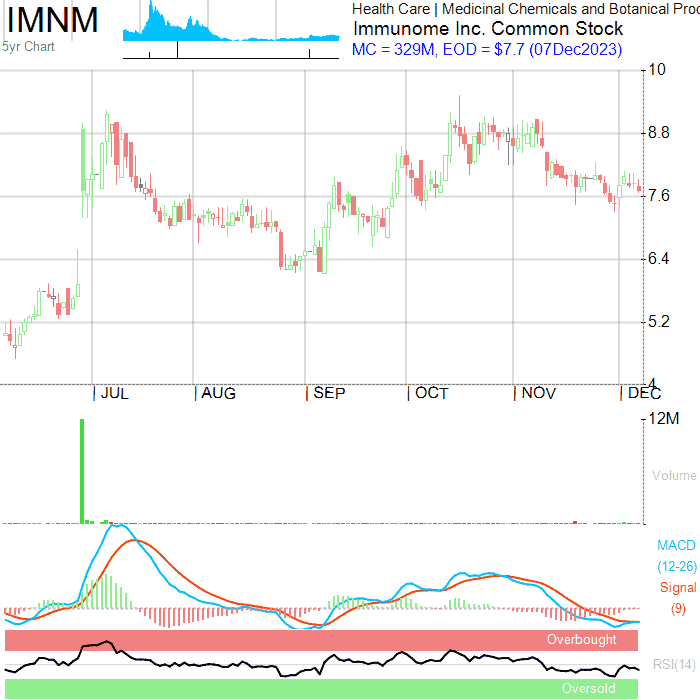 IMNM
5yr Chart
Health Care | Medicinal Chemicals and Botanical Proc
Immunome Inc. Common Stock
MC = 329M, EOD = $7.7 (07Dec2023)
10
8.8
7.6
6.4
5.2
4
JUL AUG SEP OCT NOV DEC
12M
Volume
MACD
(12-26)
Signal
(9)
Overbought
RSI(14)
Oversold